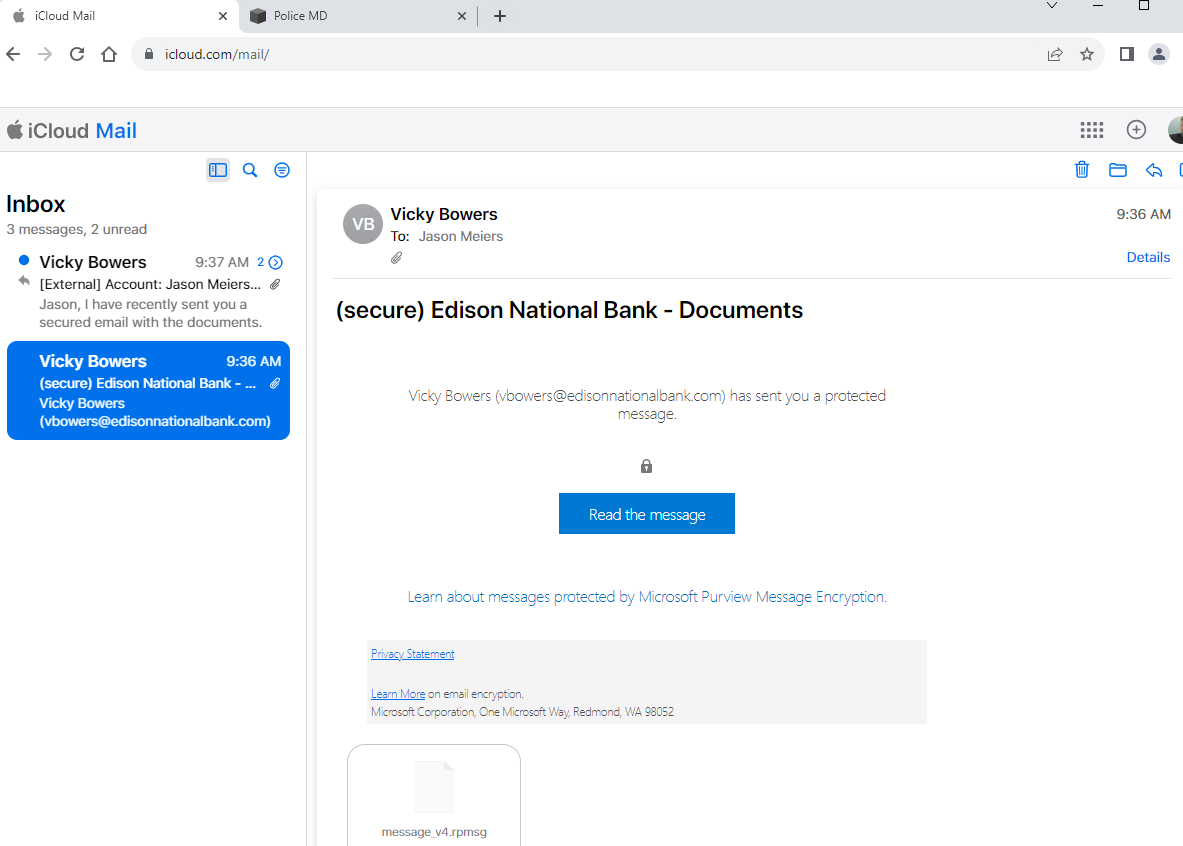 iCloud Mail
Police MD
icloud.com/mail/
iCloud Mail
Inbox
3 messages, 2 unread
Vicky Bowers 9:37 AM 2
[External] Account: Jason Meiers...
Jason, I have recently sent you a
secured email with the documents.
Vicky Bowers 9:36 AM
(secure) Edison National Bank - ...
Vicky Bowers
(vbowers@edisonnationalbank.com)
VB
Vicky Bowers 9:36 AM
To: Jason Meiers
Details
(secure) Edison National Bank - Documents
Vicky Bowers (vbowers@edisonnationalbank.com) has sent you a protected
message.
Read the message
Learn about messages protected by Microsoft Purview Message Encryption.
Privacy Statement
Learn More on email encryption.
Microsoft Corporation, One Microsoft Way, Redmond, WA 98052
message_v4.rpmsg